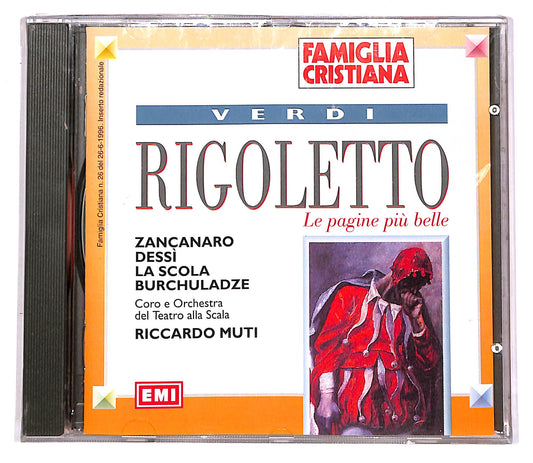 FAMIGLIA
CRISTIANA
VERDI
RIGOLETTO
Le pagine più belle
ZANCANARO
DESSÌ
LA SCOLA
BURCHULADZE
Coro e Orchestra
del Teatro alla Scala
RICCARDO MUTI
EMI
Famiglia Cristiana n. 26 del 26-6-1996. Inserto redazionale